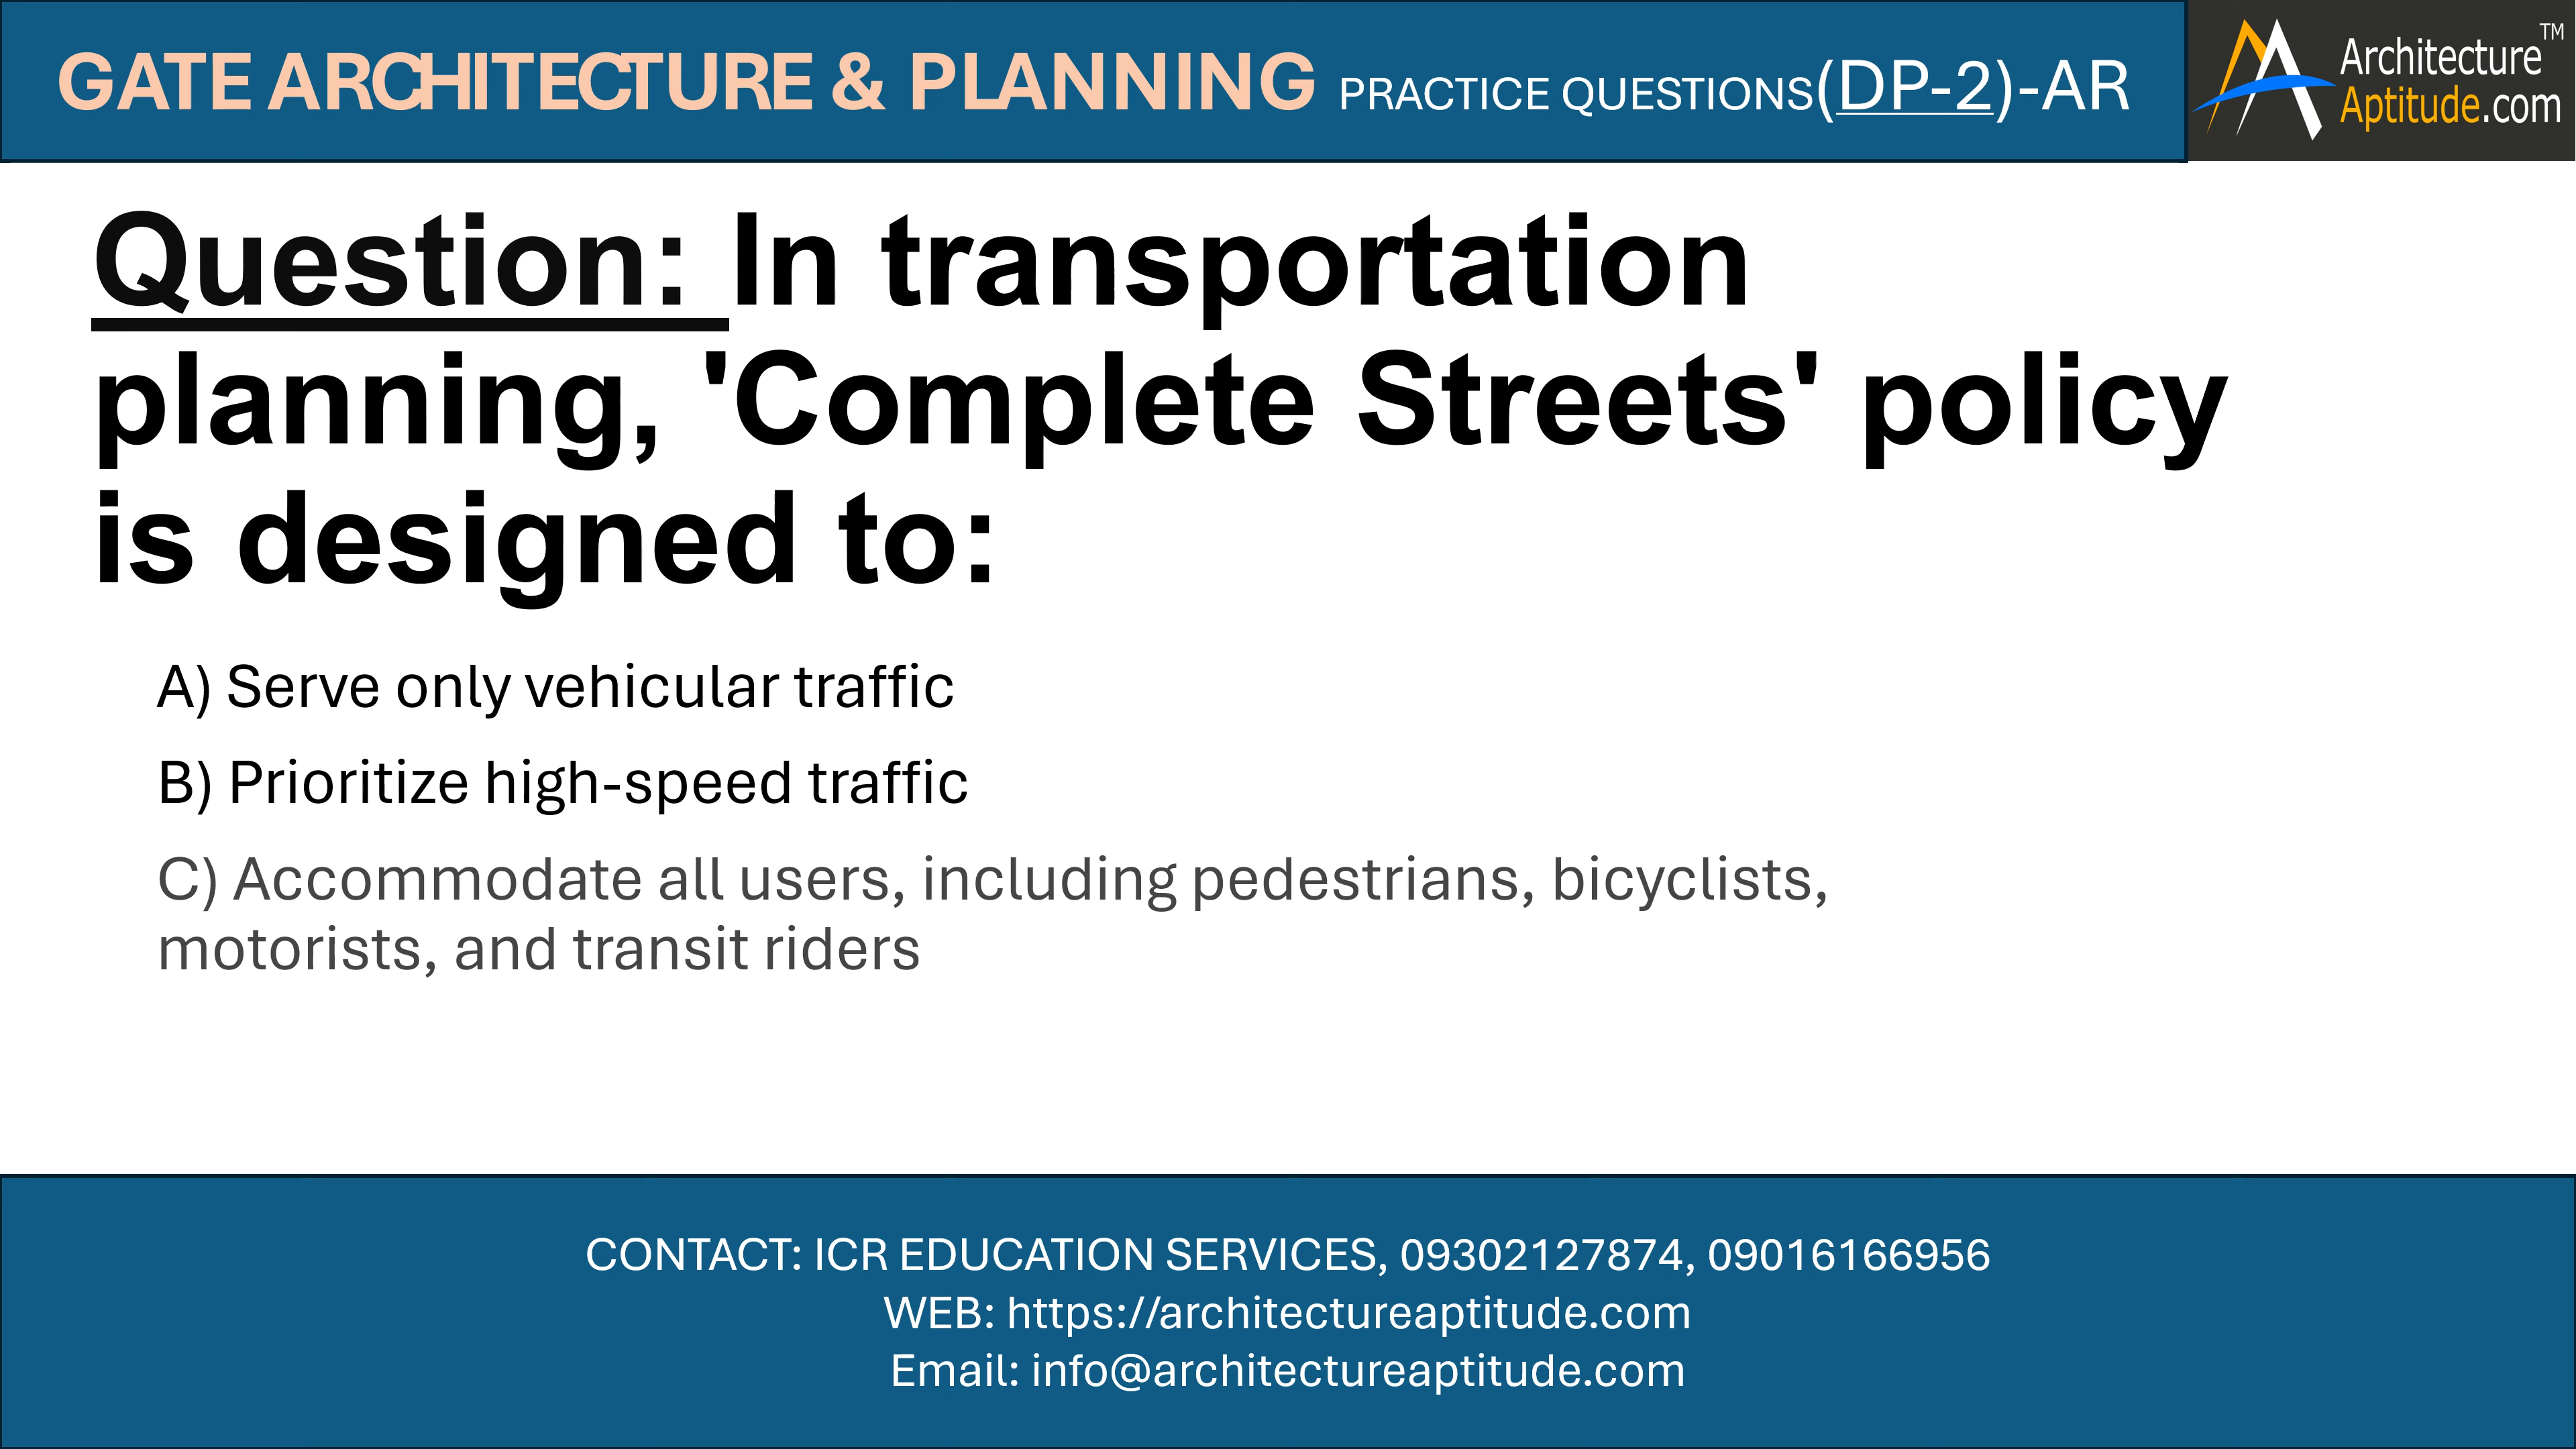 GATE ARCHITECTURE & PLANNING PRACTICE QUESTIONS(DP-2)-AR
Architecture™
Aptitude.com
Question: In transportation
planning, 'Complete Streets' policy
is designed to:
A) Serve only vehicular traffic
B) Prioritize high-speed traffic
C) Accommodate all users, including pedestrians, bicyclists,
motorists, and transit riders
CONTACT: ICR EDUCATION SERVICES, 09302127874, 09016166956
WEB: https://architectureaptitude.com
Email: info@architectureaptitude.com